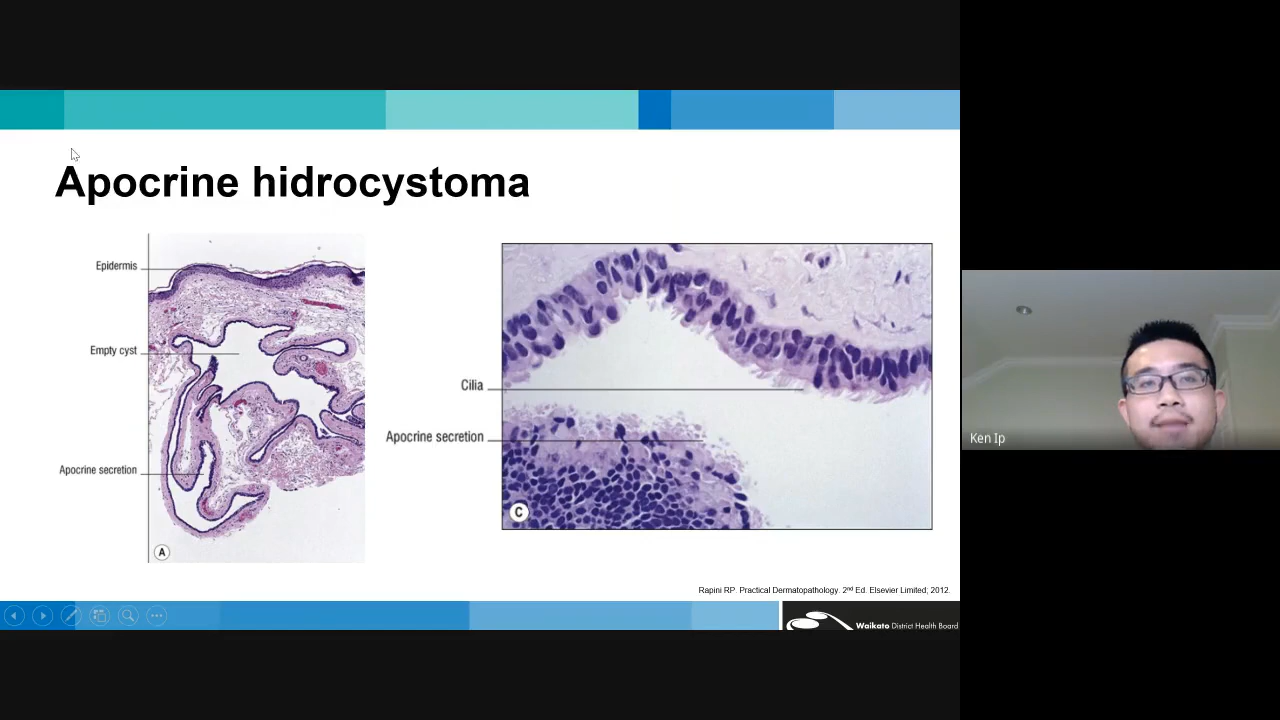 Apocrine hidrocystoma
Epidermis
Empty cyst
Apocrine secretion
A
Cilia
Apocrine secretion
C
Rapini RP. Practical Dermatopathology. 2nd Ed. Elsevier Limited; 2012.
Waikato District Health Board
Ken Ip